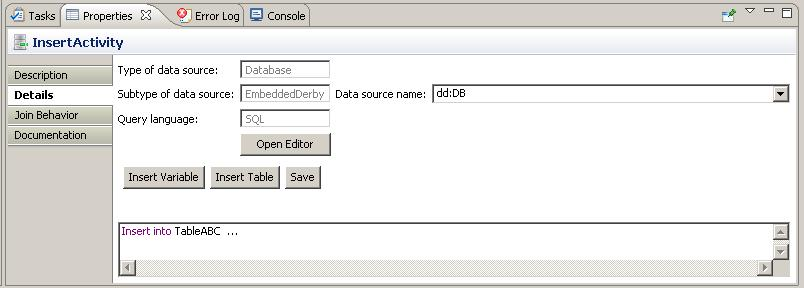 Tasks Properties Error Log Console
InsertActivity
Description
Details
Join Behavior
Documentation
Type of data source: Database
Subtype of data source: EmbeddedDerby Data source name: dd:DB
Query language: SQL
Open Editor
Insert Variable Insert Table Save
Insert into TableABC ...